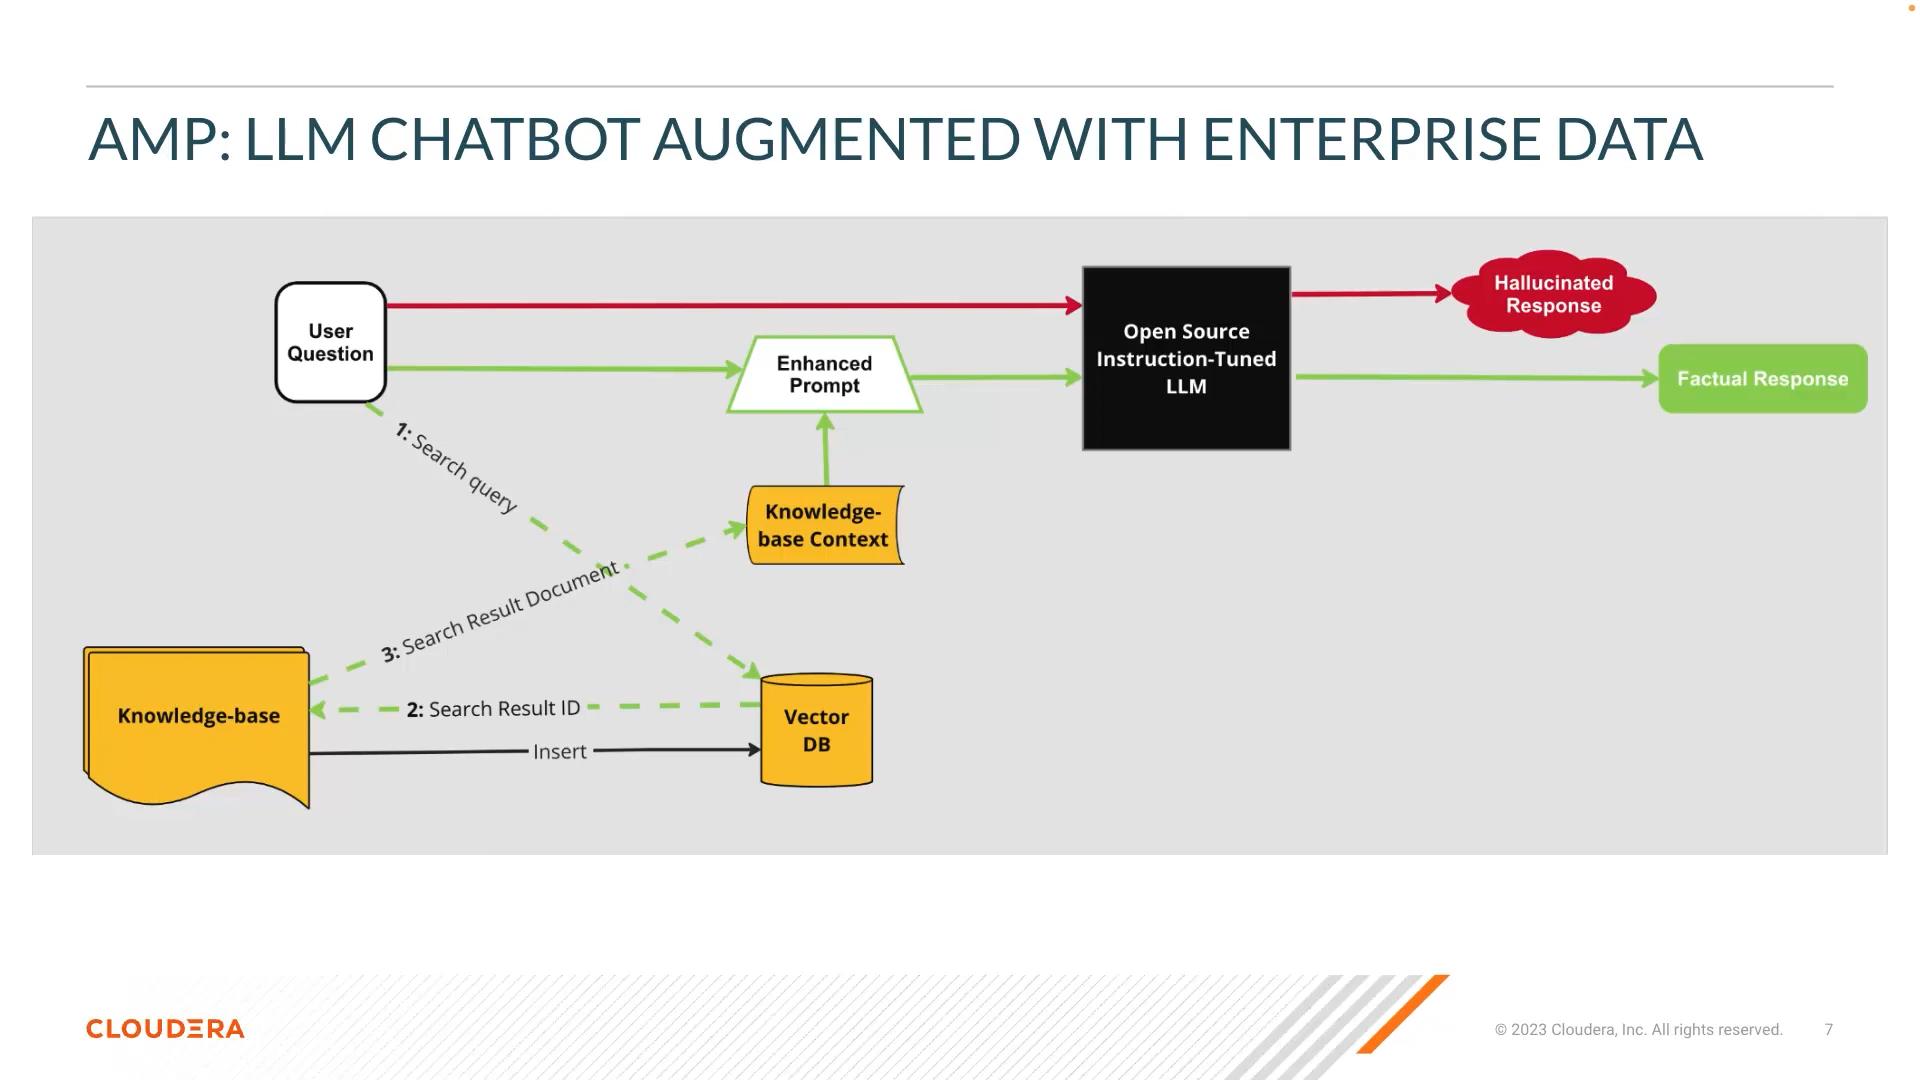 AMP: LLM CHATBOT AUGMENTED WITH ENTERPRISE DATA
User
Question
Enhanced
Prompt
Open Source
Instruction-Tuned
LLM
Hallucinated
Response
Factual Response
1: Search query
Knowledge-
base Context
3: Search Result Document
Knowledge-base
2: Search Result ID
Insert
Vector
DB
CLOUDERA
© 2023 Cloudera, Inc. All rights reserved.
7